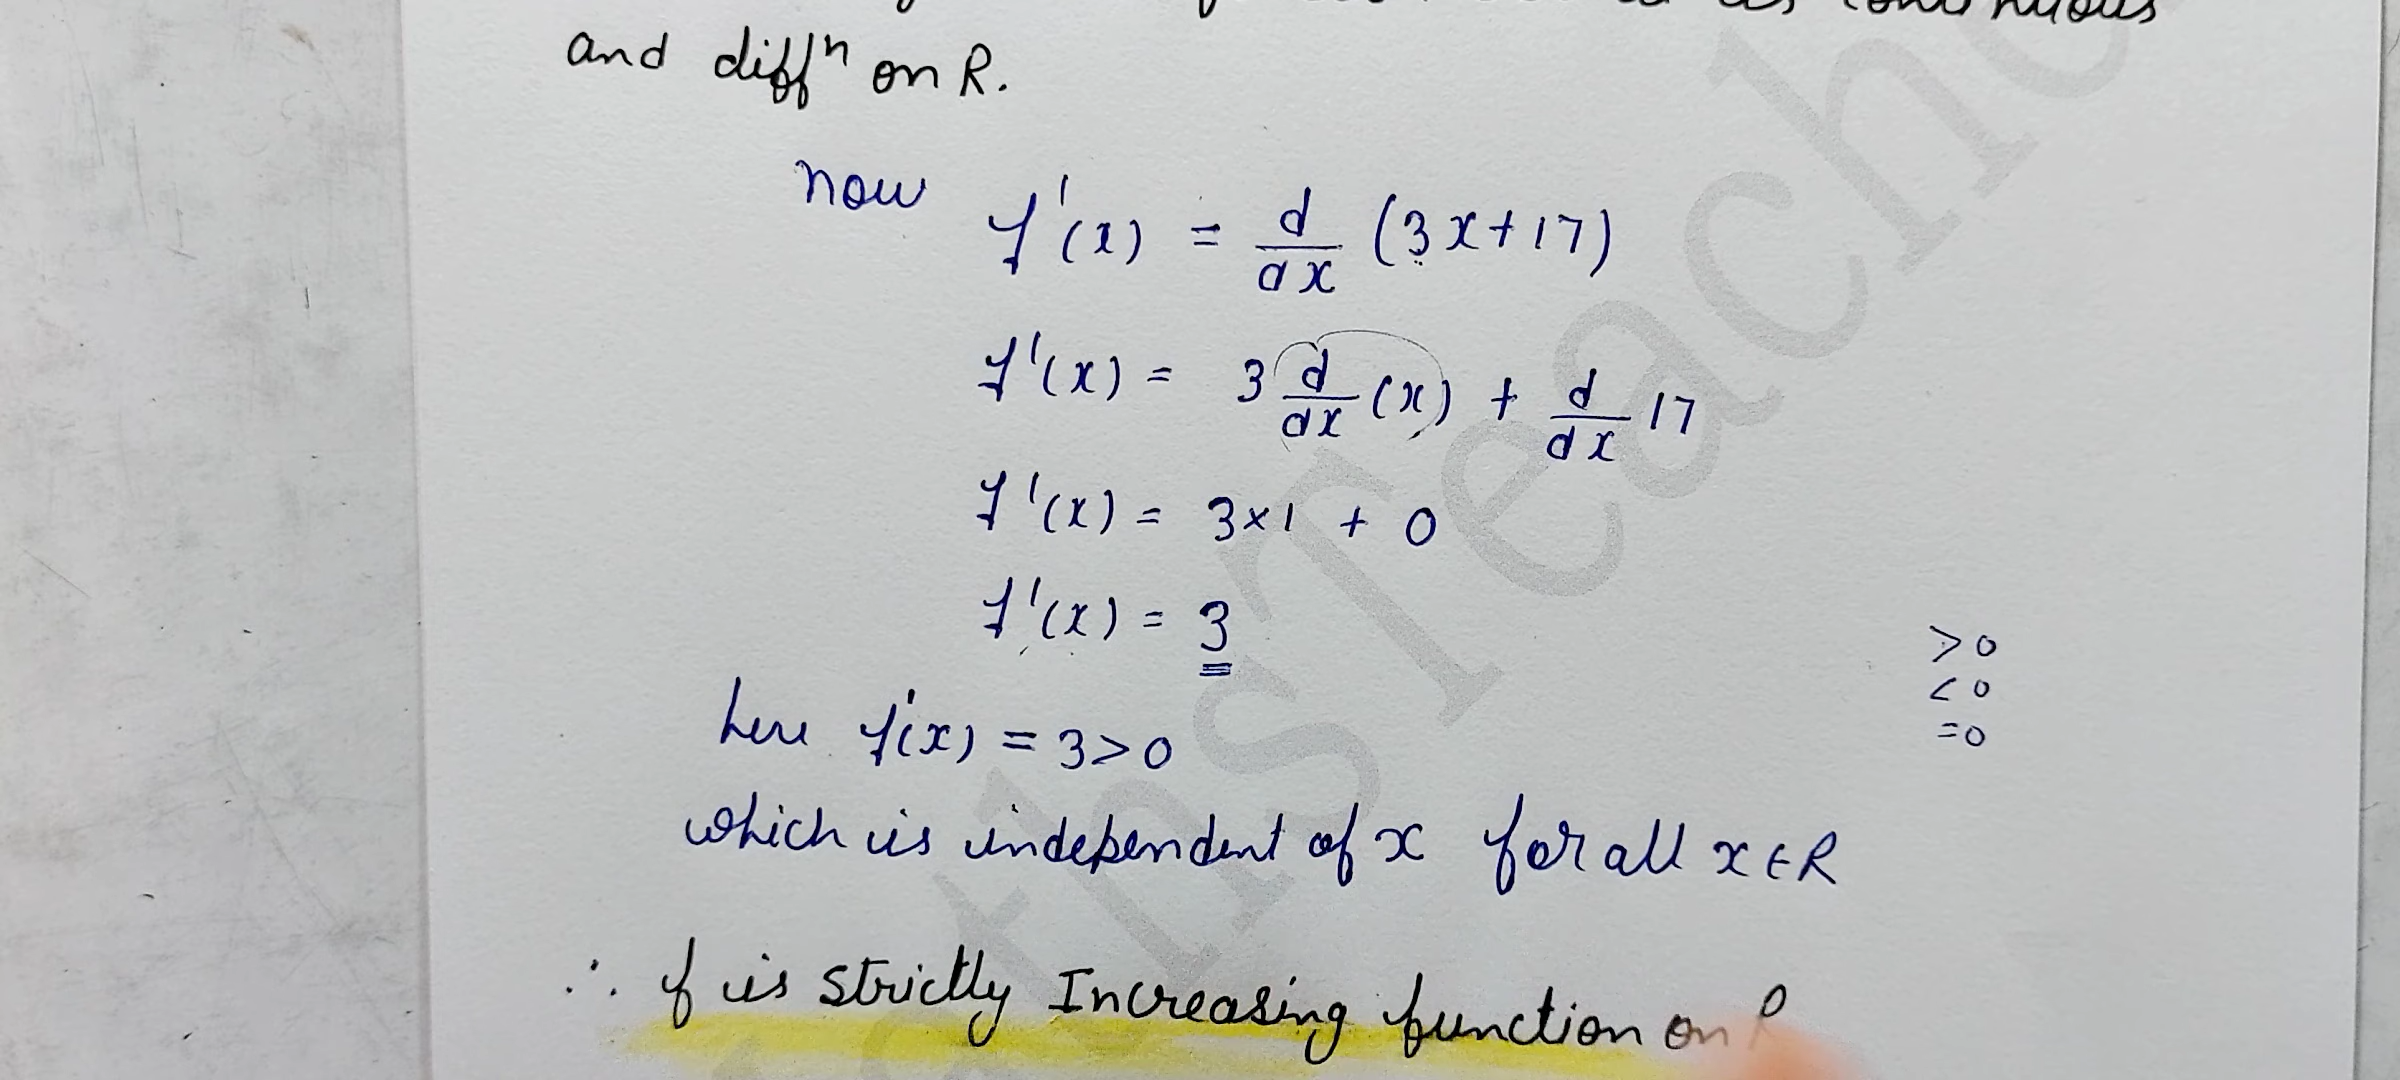 continuous
and diffⁿ on R.
now f'(x) = d/dx (3x+17)
f'(x) = 3 d/dx (x) + d/dx 17
f'(x) = 3×1 + 0
f'(x) = 3
>0
<0
=0
here f'(x) = 3>0
which is independent of x for all x∈R
∴ f is strictly Increasing function on R